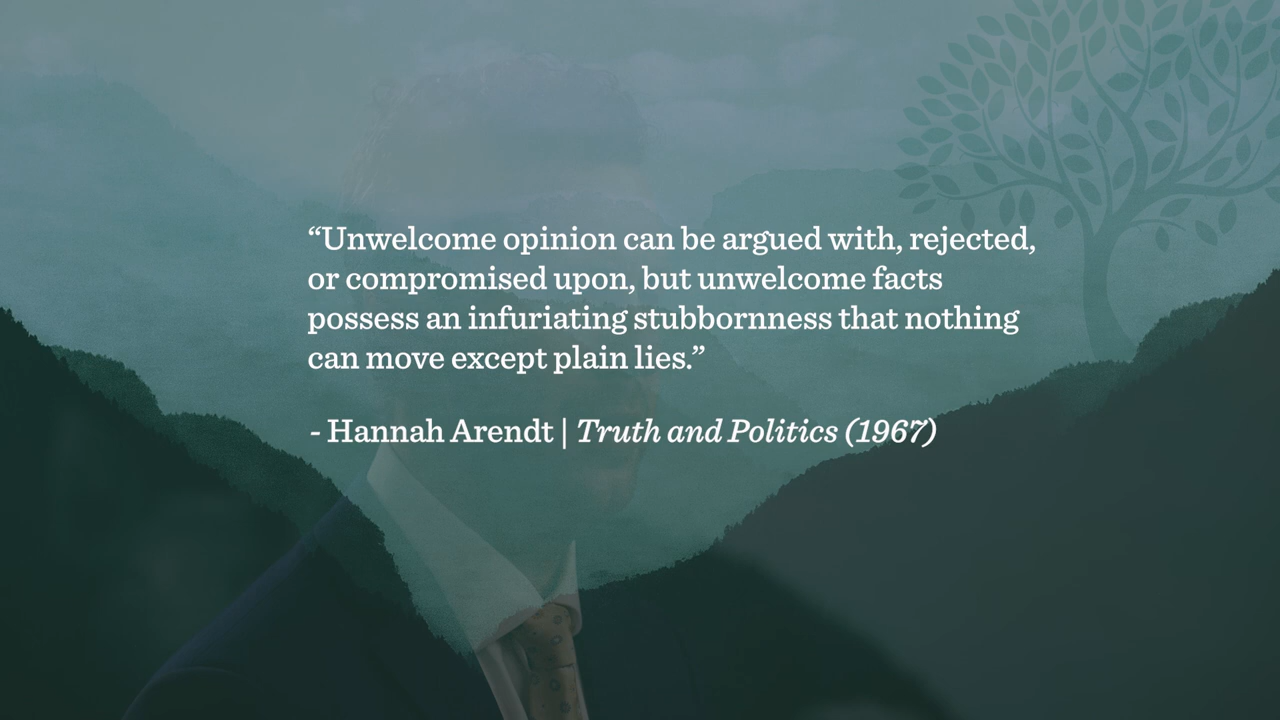 “Unwelcome opinion can be argued with, rejected,
or compromised upon, but unwelcome facts
possess an infuriating stubbornness that nothing
can move except plain lies.”
- Hannah Arendt | Truth and Politics (1967)